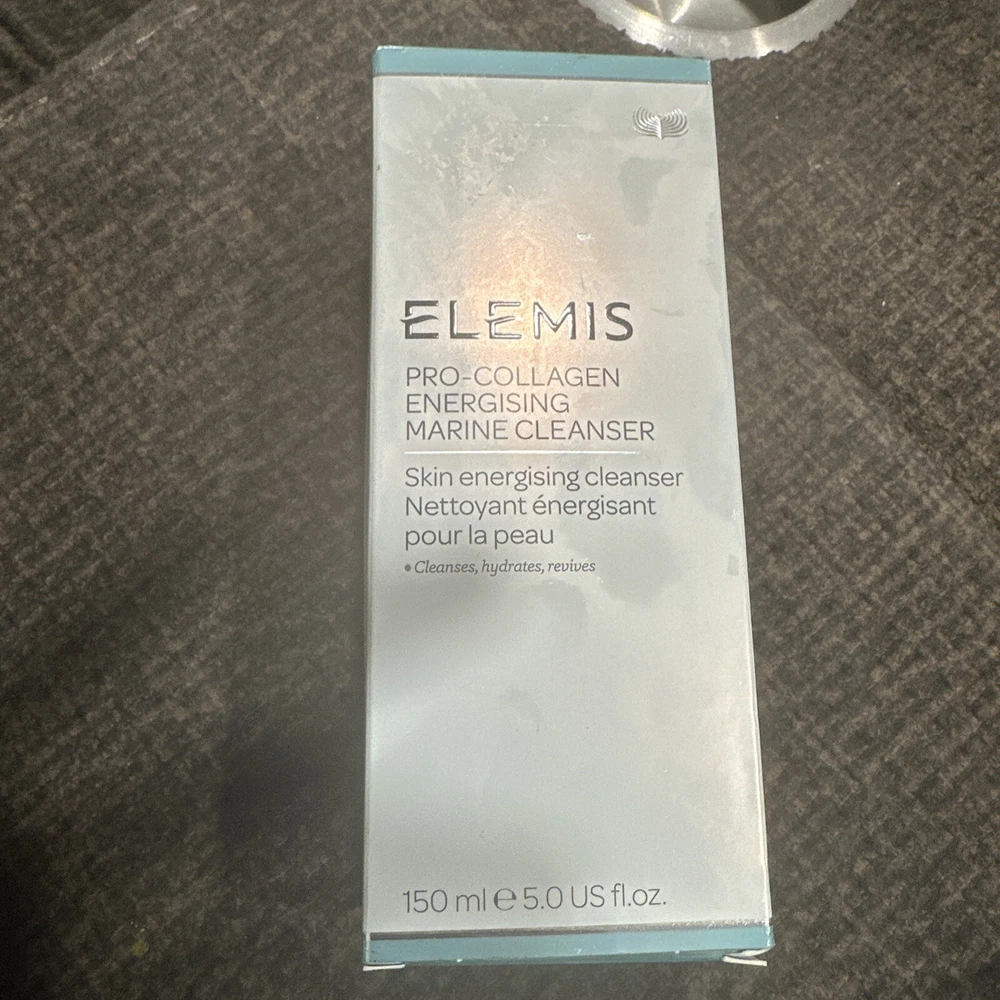 ELEMIS
PRO-COLLAGEN
ENERGISING
MARINE CLEANSER
Skin energising cleanser
Nettoyant énergisant
pour la peau
• Cleanses, hydrates, revives
150 ml ℮ 5.0 US fl.oz.